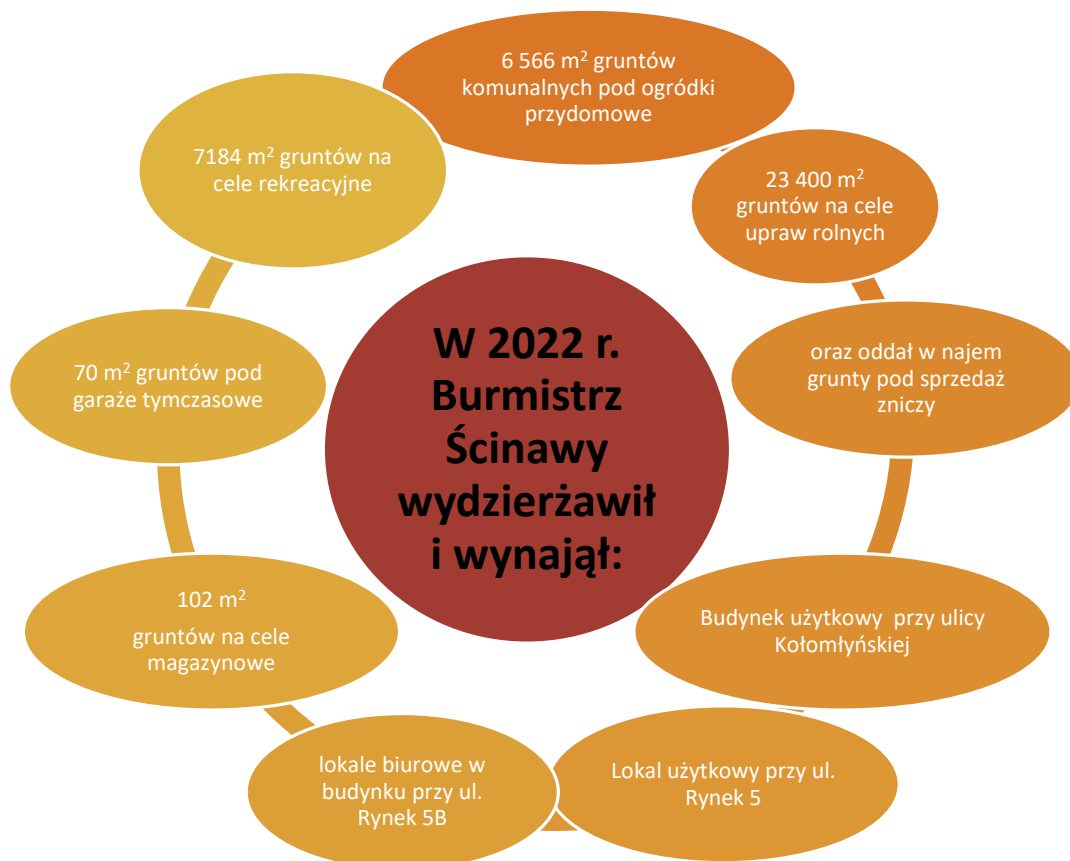 6 566 m² gruntów
komunalnych pod ogródki
przydomowe
23 400 m²
gruntów na cele
upraw rolnych
oraz oddał w najem
grunty pod sprzedaż
zniczy
Budynek użytkowy  przy ulicy
Kołomłyńskiej
Lokal użytkowy przy ul.
Rynek 5
lokale biurowe w
budynku przy ul.
Rynek 5B
102 m²
gruntów na cele
magazynowe
70 m² gruntów pod
garaże tymczasowe
7184 m² gruntów na
cele rekreacyjne
W 2022 r.
Burmistrz
Ścinawy
wydzierżawił
i wynajął: